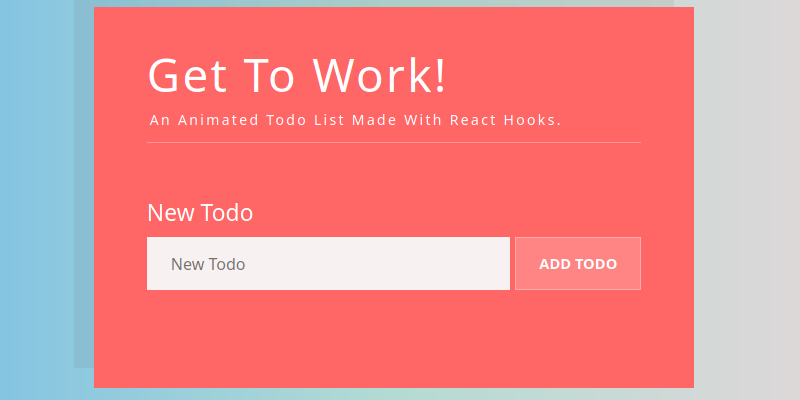 Get To Work!
An Animated Todo List Made With React Hooks.
New Todo
New Todo
ADD TODO